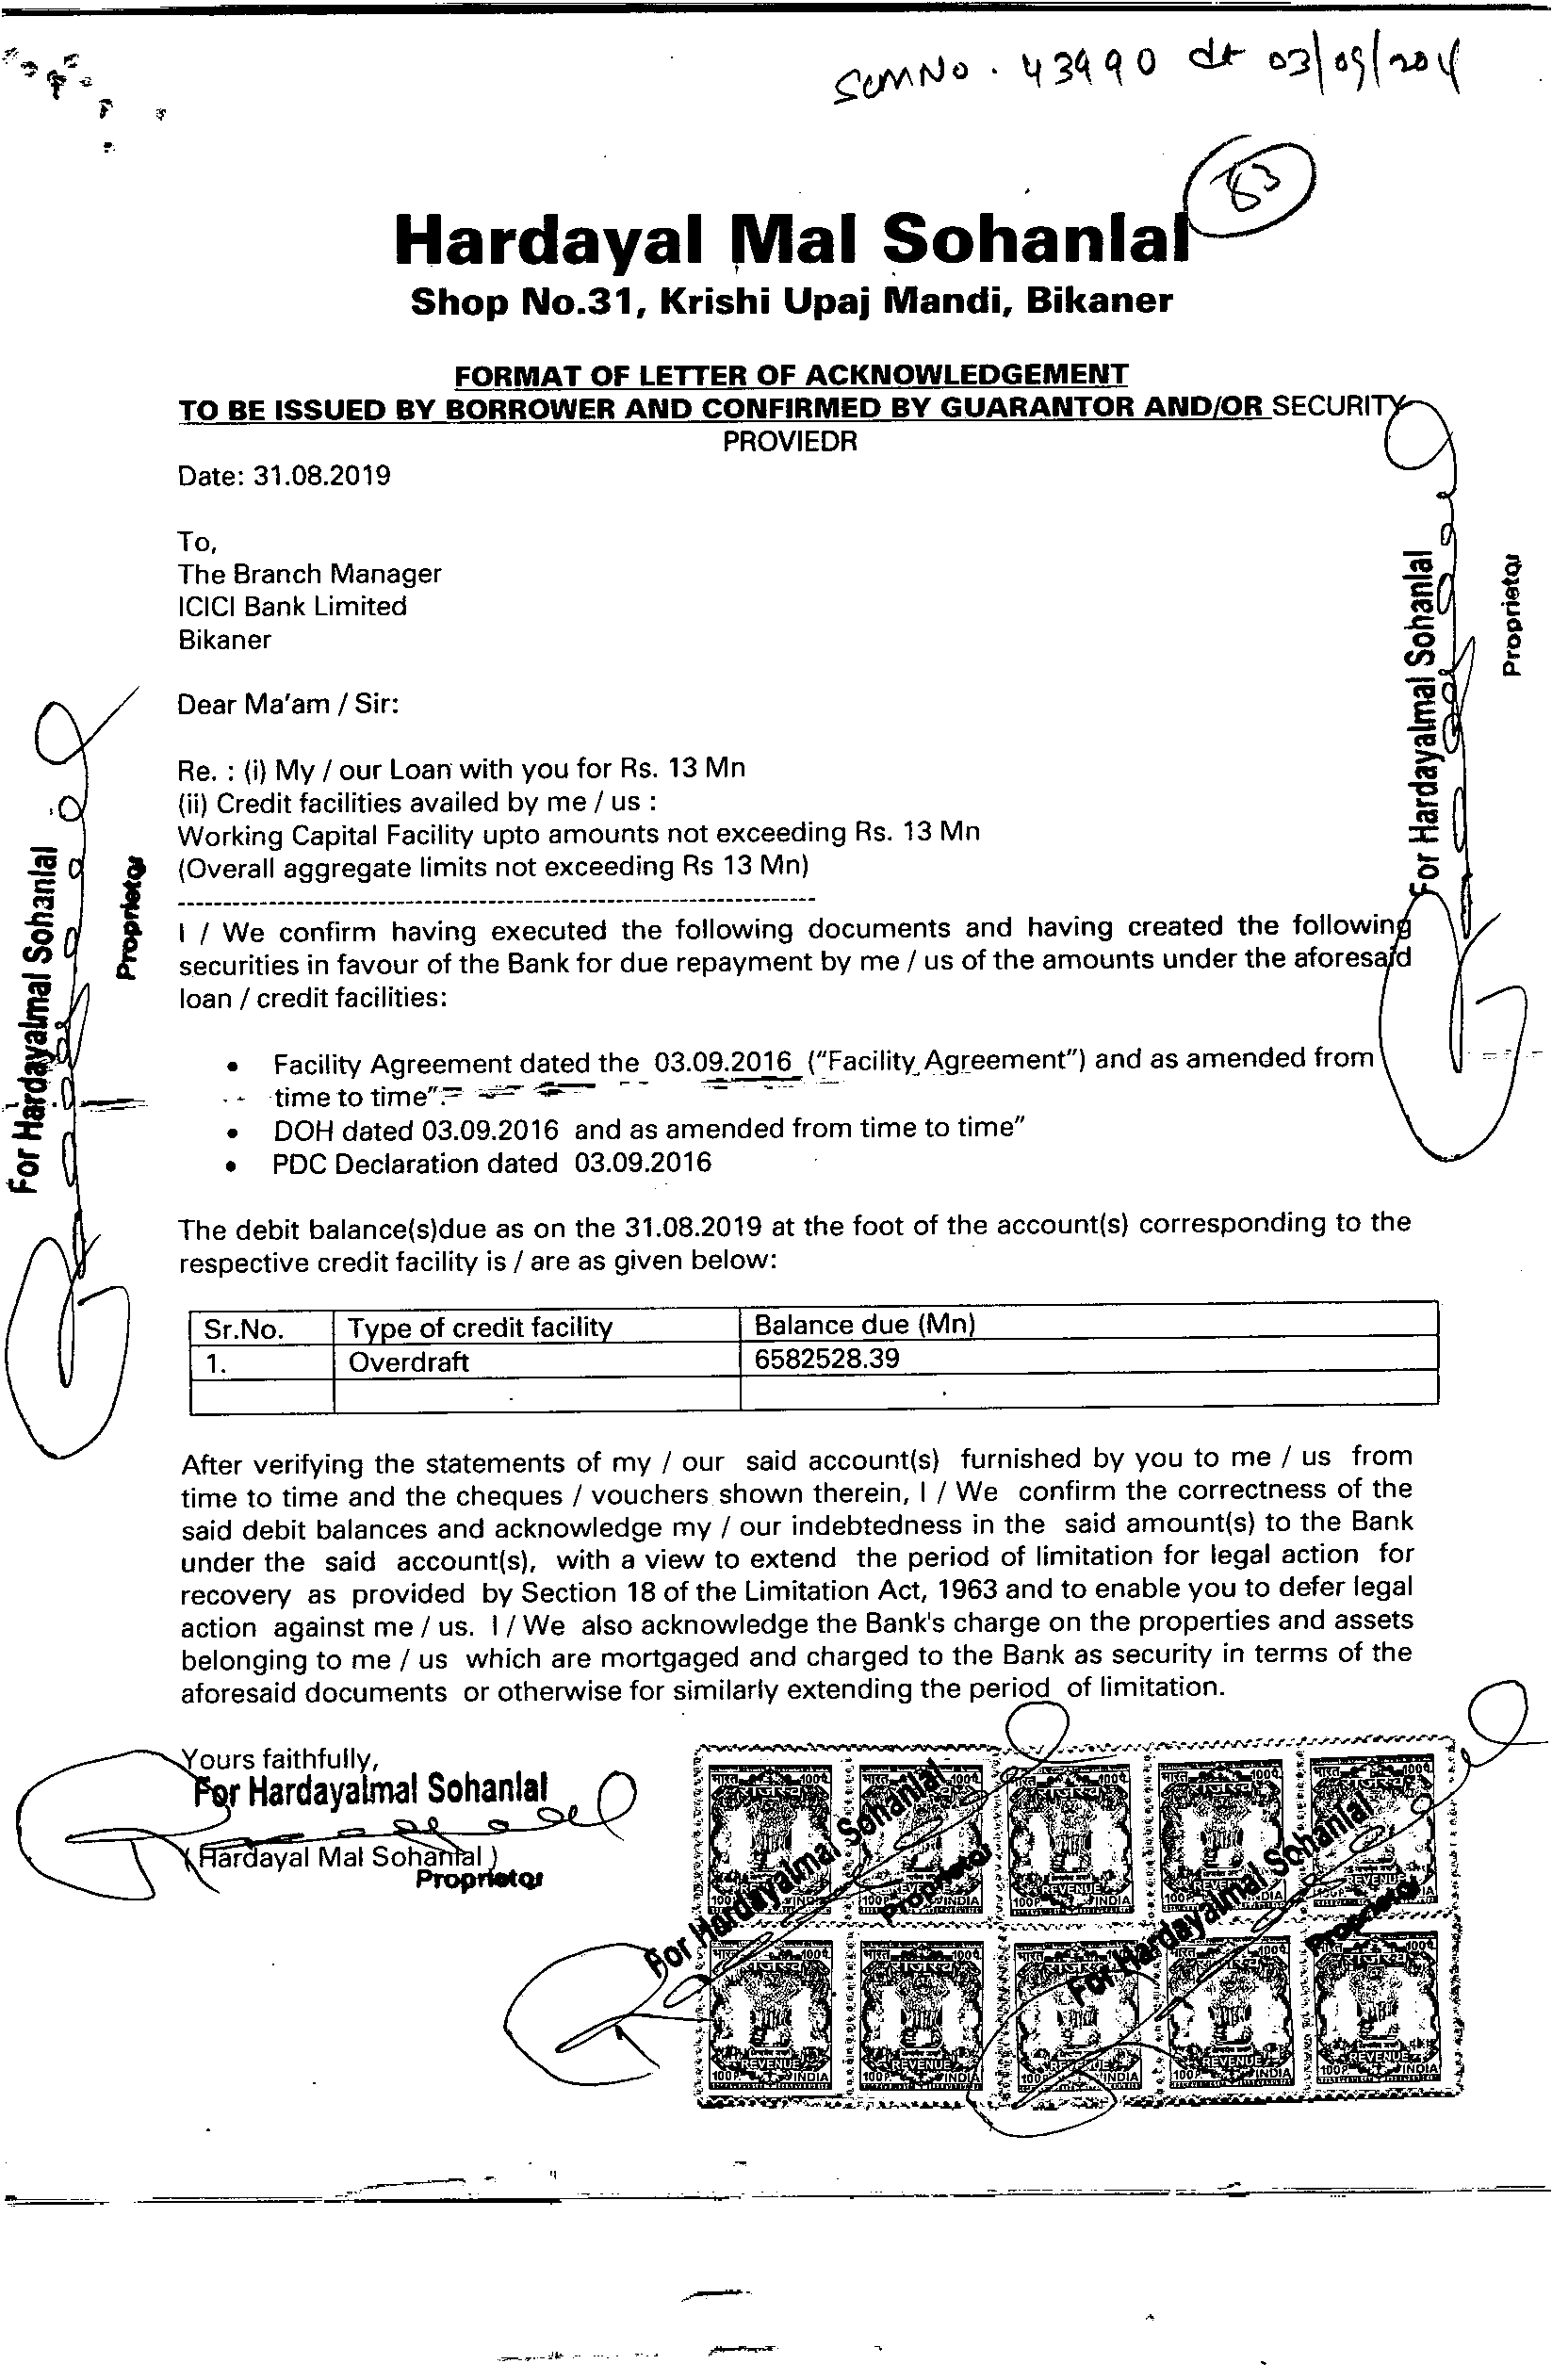 SCMNo. 43990 dt 03/09/201
83
Hardayal Mal Sohanlal
Shop No.31, Krishi Upaj Mandi, Bikaner
FORMAT OF LETTER OF ACKNOWLEDGEMENT
TO BE ISSUED BY BORROWER AND CONFIRMED BY GUARANTOR AND/OR SECURITY
PROVIEDR
Date: 31.08.2019
To,
The Branch Manager
ICICI Bank Limited
Bikaner
Dear Ma'am / Sir:
Re. : (i) My / our Loan with you for Rs. 13 Mn
(ii) Credit facilities availed by me / us :
Working Capital Facility upto amounts not exceeding Rs. 13 Mn
(Overall aggregate limits not exceeding Rs 13 Mn)
I / We confirm having executed the following documents and having created the following
securities in favour of the Bank for due repayment by me / us of the amounts under the aforesaid
loan / credit facilities:
• Facility Agreement dated the 03.09.2016 ("Facility Agreement") and as amended from
time to time".
• DOH dated 03.09.2016 and as amended from time to time"
• PDC Declaration dated 03.09.2016
The debit balance(s)due as on the 31.08.2019 at the foot of the account(s) corresponding to the
respective credit facility is / are as given below:
Sr.No. Type of credit facility Balance due (Mn)
1. Overdraft 6582528.39
After verifying the statements of my / our said account(s) furnished by you to me / us from
time to time and the cheques / vouchers shown therein, I / We confirm the correctness of the
said debit balances and acknowledge my / our indebtedness in the said amount(s) to the Bank
under the said account(s), with a view to extend the period of limitation for legal action for
recovery as provided by Section 18 of the Limitation Act, 1963 and to enable you to defer legal
action against me / us. I / We also acknowledge the Bank's charge on the properties and assets
belonging to me / us which are mortgaged and charged to the Bank as security in terms of the
aforesaid documents or otherwise for similarly extending the period of limitation.
Yours faithfully,
For Hardayalmal Sohanlal
( Hardayal Mal Sohanlal )
Proprietor
For Hardayalmal Sohanlal
Proprietor
For Hardayalmal Sohanlal
Proprietor
For Hardayalmal Sohanlal
Proprietor
For Hardayalmal Sohanlal
Proprietor
भारत 100
REVENUE
100 P. INDIA